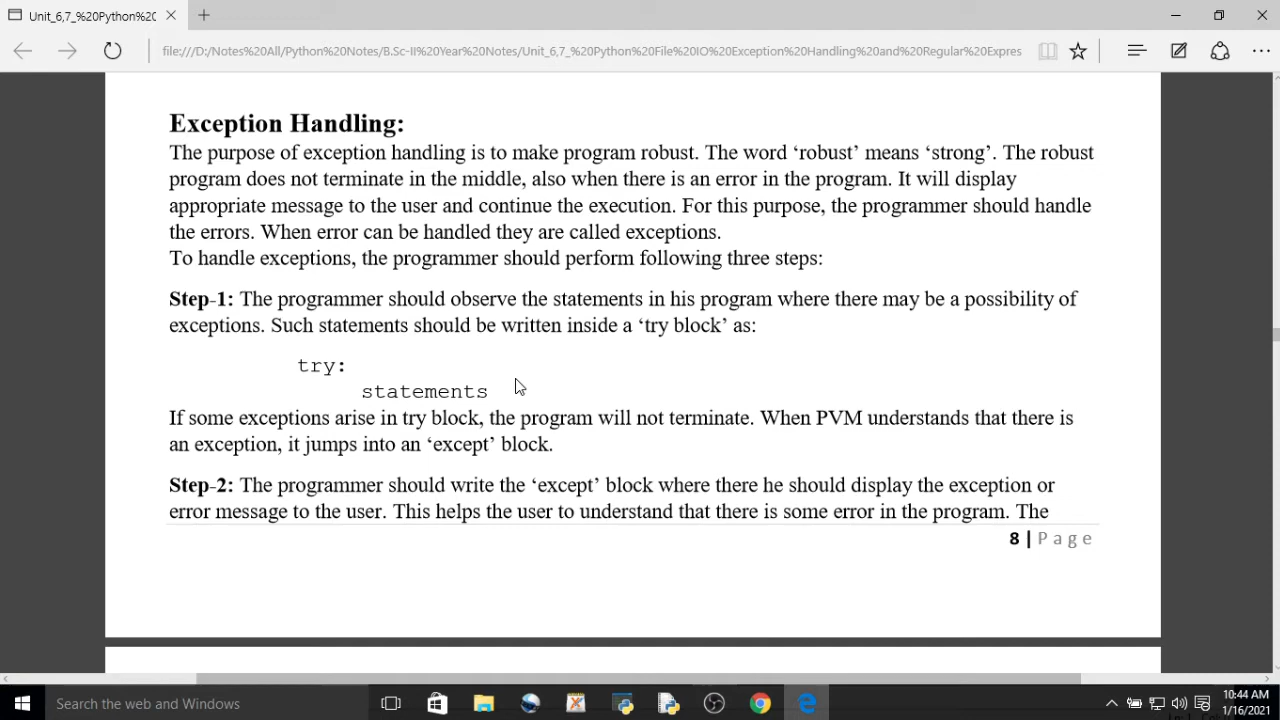 Unit_6,7_%20Python%20
file:///D:/Notes%20All/Python%20Notes/B.Sc-II%20Year%20Notes/Unit_6,7_%20Python%20File%20IO%20Exception%20Handling%20and%20Regular%20Expres
Exception Handling:
The purpose of exception handling is to make program robust. The word ‘robust’ means ‘strong’. The robust
program does not terminate in the middle, also when there is an error in the program. It will display
appropriate message to the user and continue the execution. For this purpose, the programmer should handle
the errors. When error can be handled they are called exceptions.
To handle exceptions, the programmer should perform following three steps:
Step-1: The programmer should observe the statements in his program where there may be a possibility of
exceptions. Such statements should be written inside a ‘try block’ as:
try:
statements
If some exceptions arise in try block, the program will not terminate. When PVM understands that there is
an exception, it jumps into an ‘except’ block.
Step-2: The programmer should write the ‘except’ block where there he should display the exception or
error message to the user. This helps the user to understand that there is some error in the program. The
8 | Page
Search the web and Windows
10:44 AM
1/16/2021